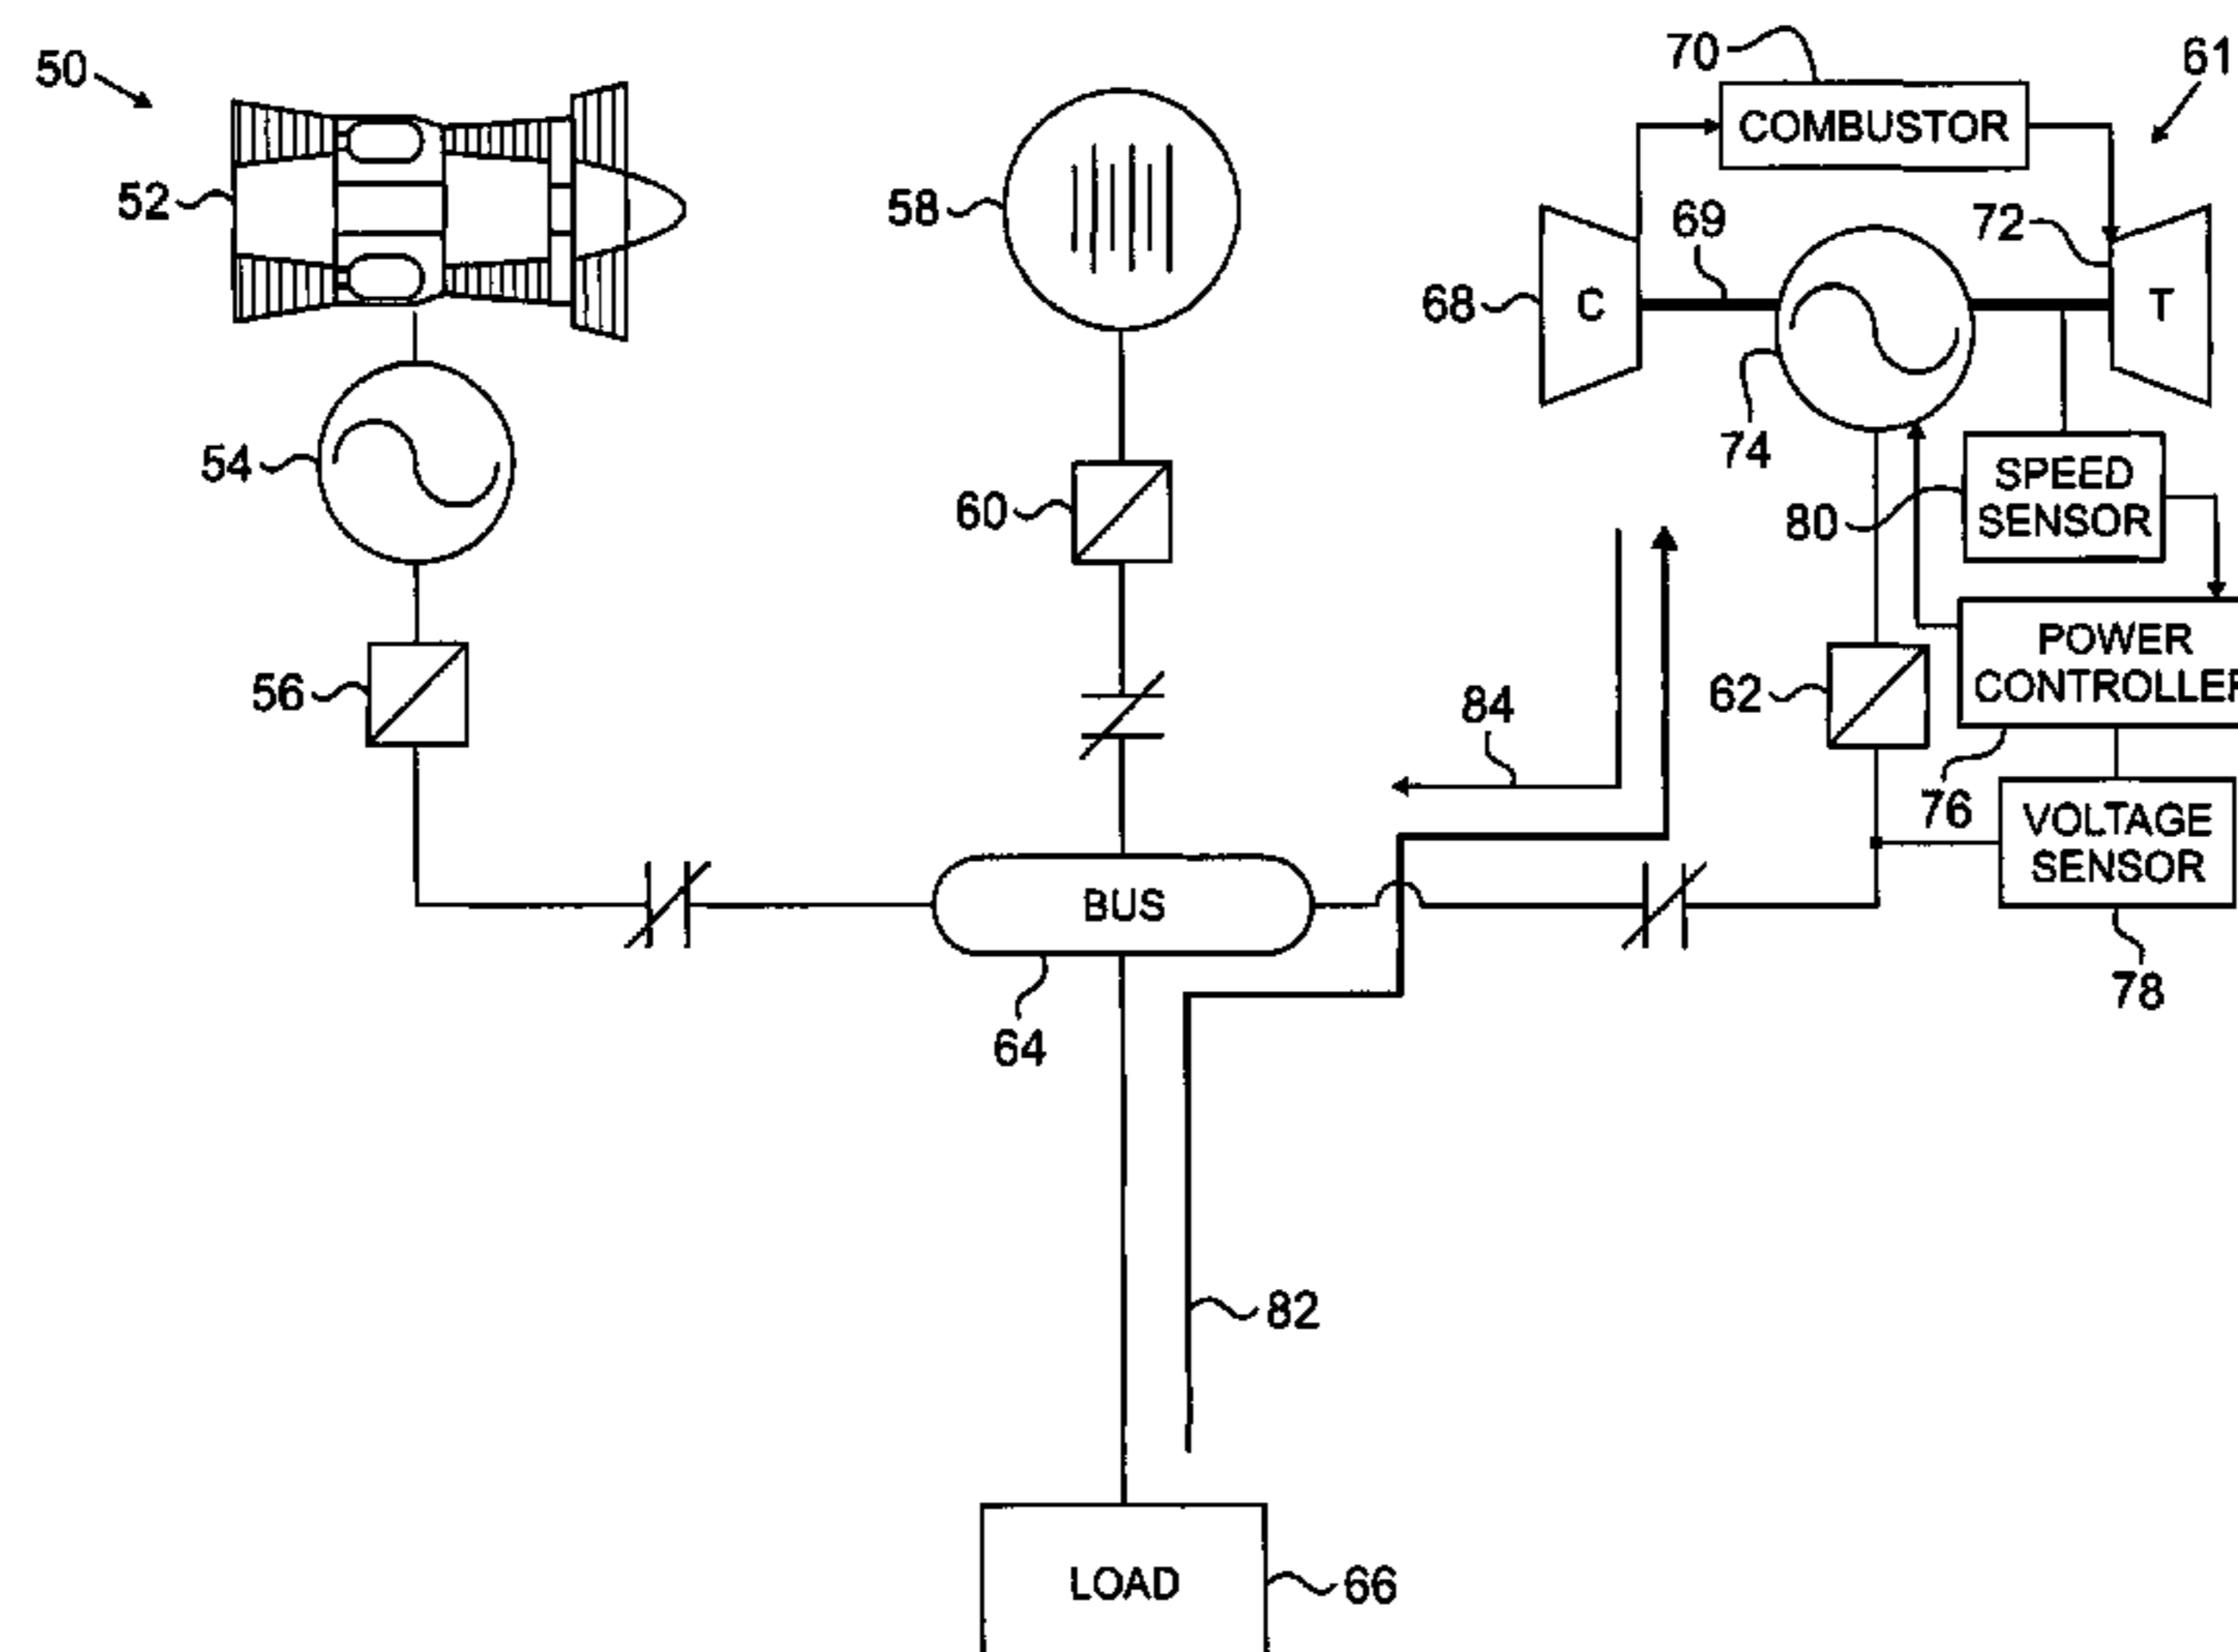 50
52
54
56
58
60
70
COMBUSTOR
61
69
72
68
C
T
74
80
SPEED
SENSOR
62
POWER
CONTROLLER
76
VOLTAGE
SENSOR
78
84
BUS
64
82
LOAD
66